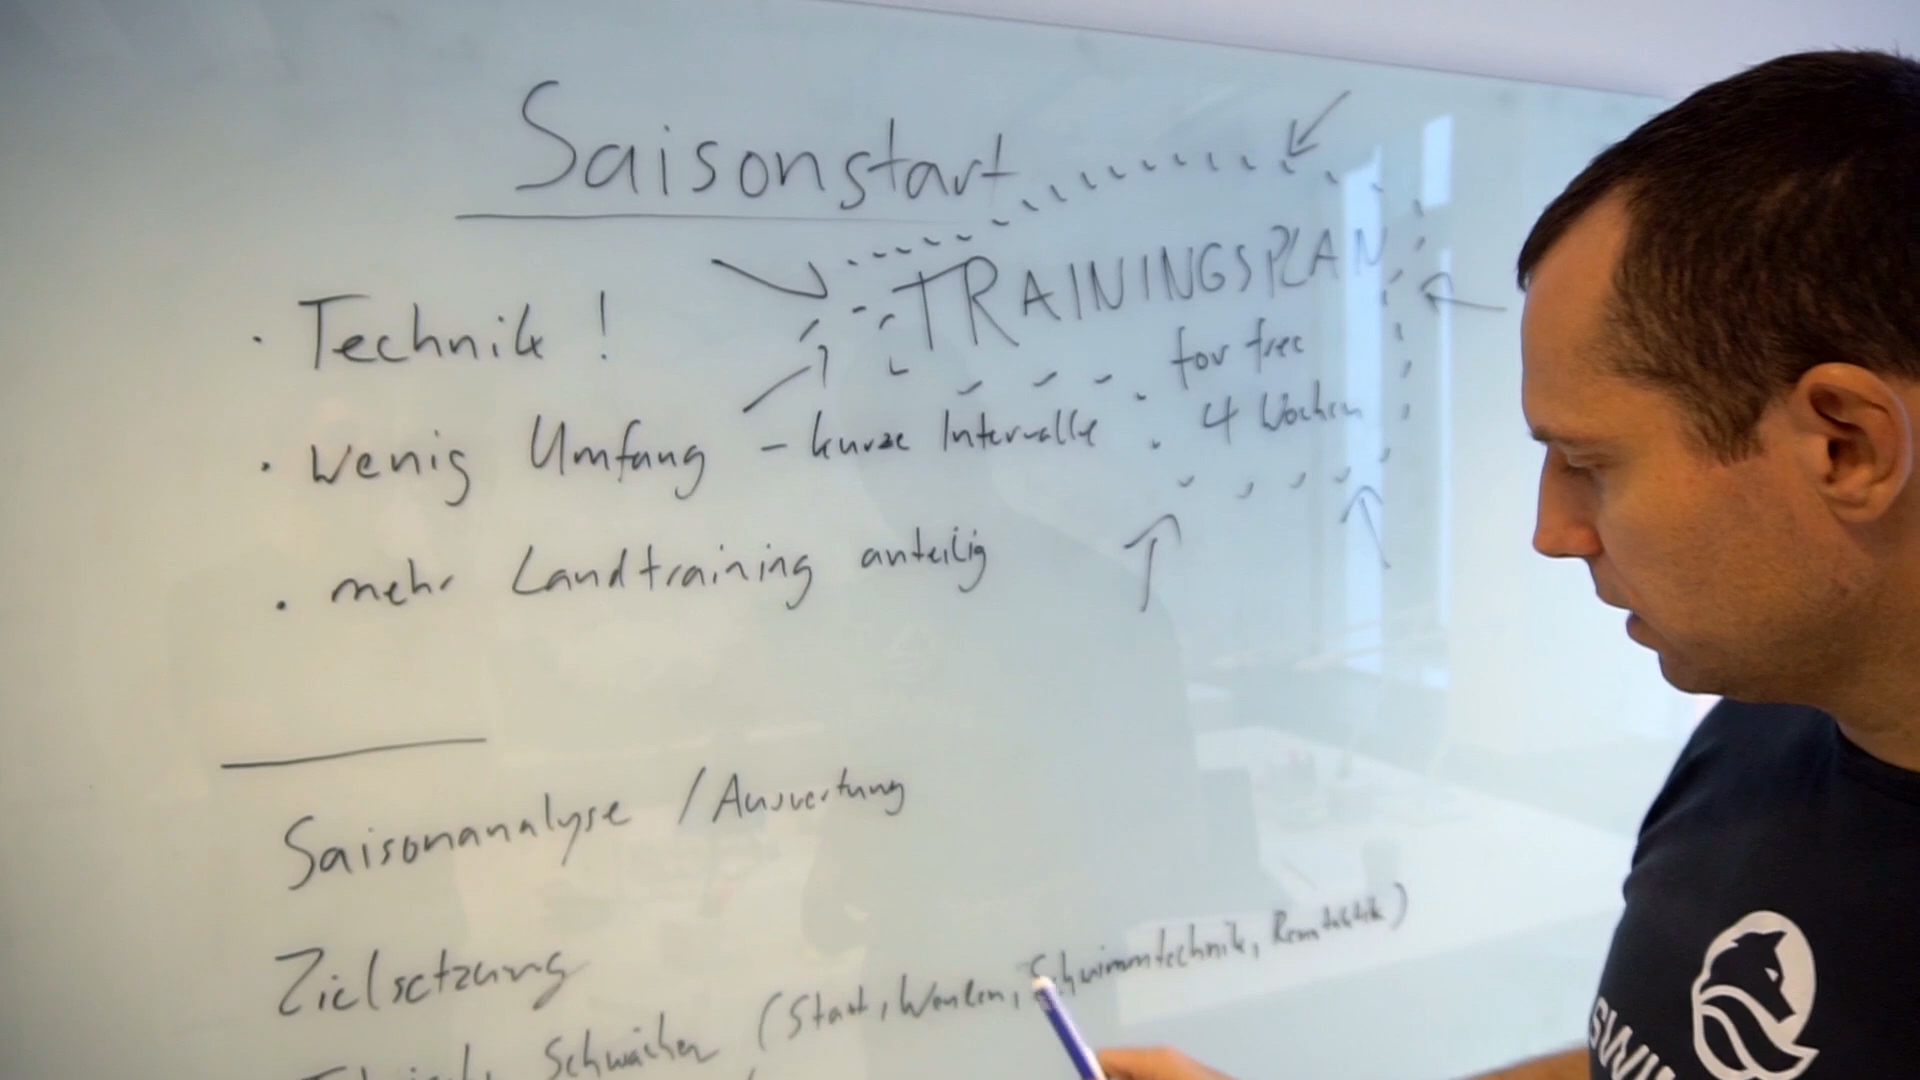 Saisonstart
TRAININGSPLAN
for free
4 Wochen
· Technik !
· Wenig Umfang - kurze Intervalle
· mehr Landtraining anteilig
Saisonanalyse / Auswertung
Zielsetzung
Schwächen (Start, Wenden, Schwimmtechnik, Renntaktik)
SWI